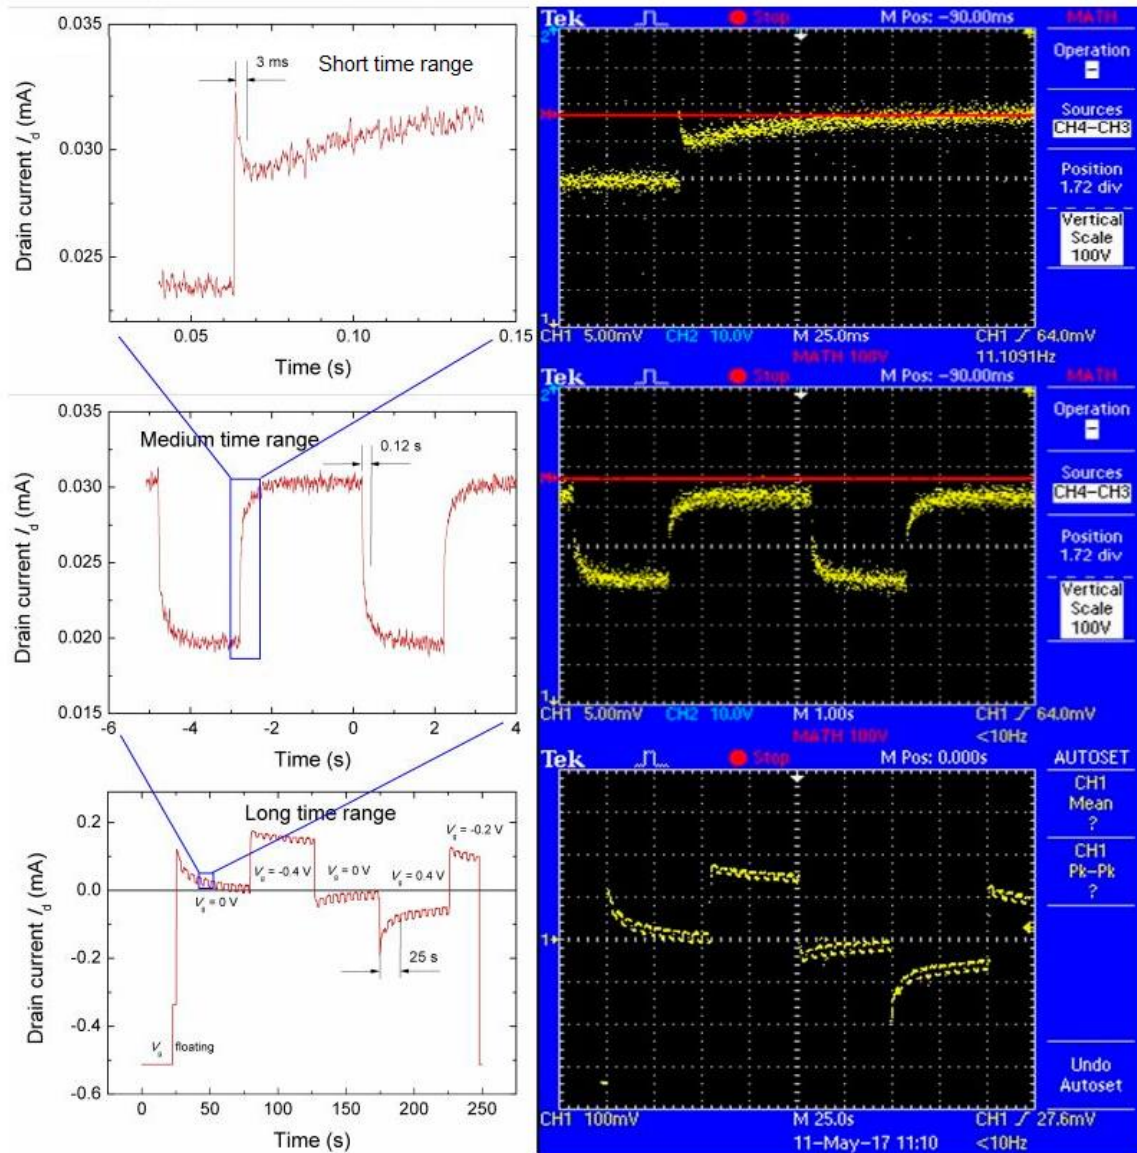 0.035
0.030
0.025
Drain current I_d (mA)
3 ms
Short time range
0.05
0.10
0.15
Time (s)
Tek
Stop
M Pos: -90.00ms
MATH
2
Operation
−
Sources
CH4-CH3
Position
1.72 div
Vertical
Scale
100V
1
CH1 5.00mV
CH2 10.0V
M 25.0ms
CH1 64.0mV
MATH 100V
11.1091Hz
0.035
0.030
0.025
0.020
0.015
Drain current I_d (mA)
Medium time range
0.12 s
-6
-4
-2
0
2
4
Time (s)
Tek
Stop
M Pos: -90.00ms
MATH
2
Operation
−
Sources
CH4-CH3
Position
1.72 div
Vertical
Scale
100V
1
CH1 5.00mV
CH2 10.0V
M 1.00s
CH1 64.0mV
MATH 100V
<10Hz
0.2
0.0
-0.2
-0.4
-0.6
Drain current I_d (mA)
Long time range
V_g floating
V_g = 0 V
V_g = -0.4 V
V_g = 0 V
V_g = 0.4 V
V_g = -0.2 V
25 s
0
50
100
150
200
250
Time (s)
Tek
Stop
M Pos: 0.000s
AUTOSET
CH1
Mean
?
CH1
Pk-Pk
?
1
Undo
Autoset
CH1 100mV
M 25.0s
CH1 27.6mV
11-May-17 11:10
<10Hz